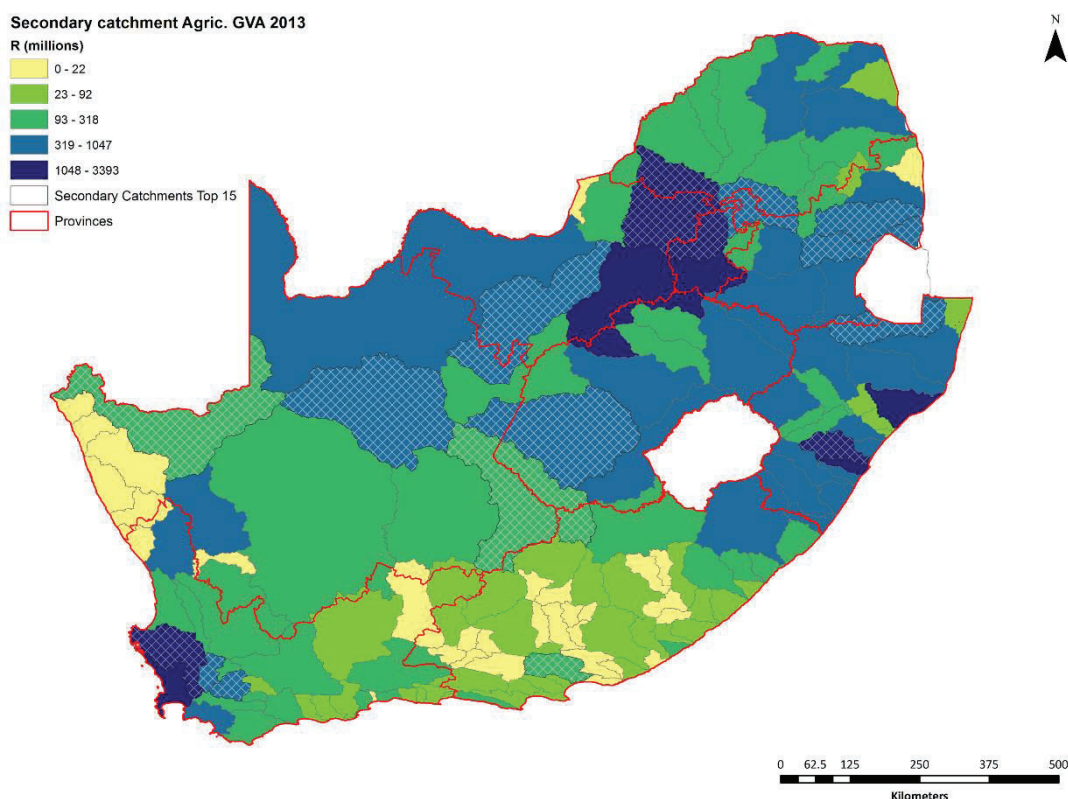 Secondary catchment Agric. GVA 2013
R (millions)
0 - 22
23 - 92
93 - 318
319 - 1047
1048 - 3393
Secondary Catchments Top 15
Provinces
N
0 62.5 125 250 375 500
Kilometers